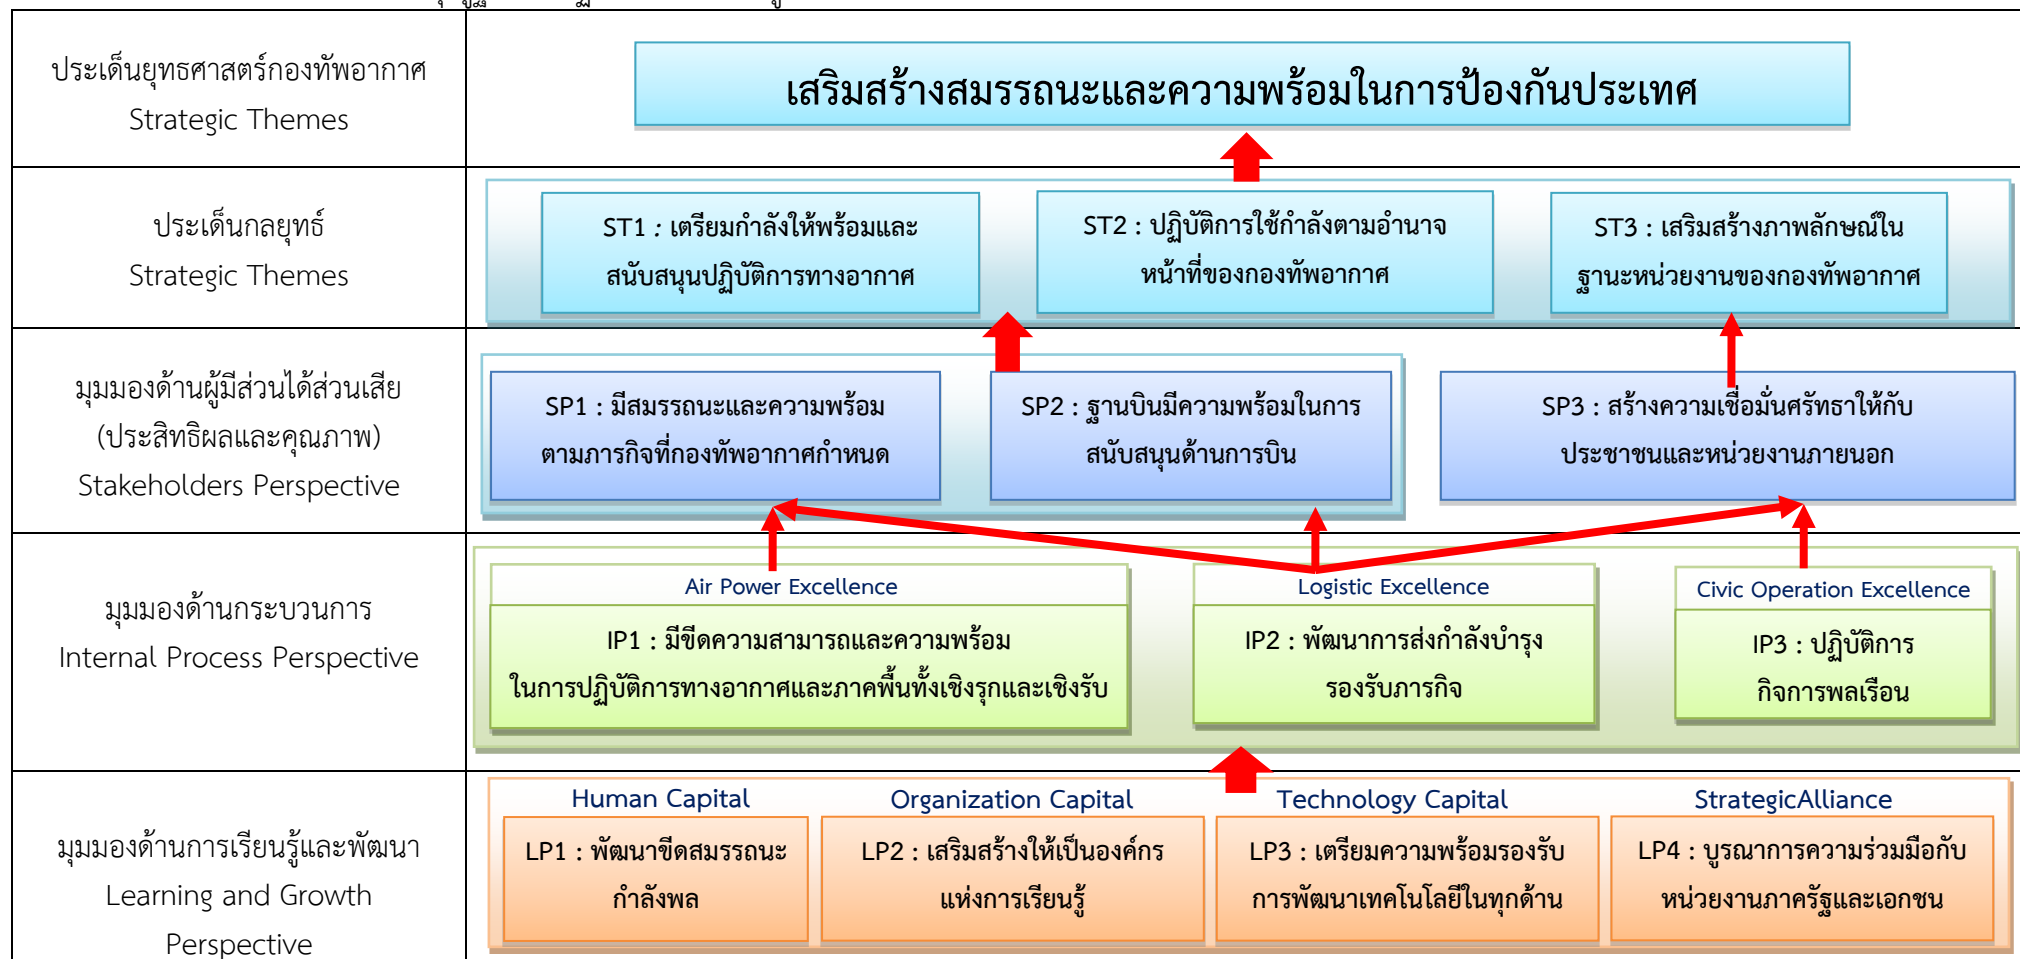 ประเด็นยุทธศาสตร์กองทัพอากาศ
Strategic Themes
เสริมสร้างสมรรถนะและความพร้อมในการป้องกันประเทศ
ประเด็นกลยุทธ์
Strategic Themes
ST1 : เตรียมกำลังให้พร้อมและ
สนับสนุนปฏิบัติการทางอากาศ
ST2 : ปฏิบัติการใช้กำลังตามอำนาจ
หน้าที่ของกองทัพอากาศ
ST3 : เสริมสร้างภาพลักษณ์ใน
ฐานะหน่วยงานของกองทัพอากาศ
มุมมองด้านผู้มีส่วนได้ส่วนเสีย
(ประสิทธิผลและคุณภาพ)
Stakeholders Perspective
SP1 : มีสมรรถนะและความพร้อม
ตามภารกิจที่กองทัพอากาศกำหนด
SP2 : ฐานบินมีความพร้อมในการ
สนับสนุนด้านการบิน
SP3 : สร้างความเชื่อมั่นศรัทธาให้กับ
ประชาชนและหน่วยงานภายนอก
มุมมองด้านกระบวนการ
Internal Process Perspective
Air Power Excellence
IP1 : มีขีดความสามารถและความพร้อม
ในการปฏิบัติการทางอากาศและภาคพื้นทั้งเชิงรุกและเชิงรับ
Logistic Excellence
IP2 : พัฒนาการส่งกำลังบำรุง
รองรับภารกิจ
Civic Operation Excellence
IP3 : ปฏิบัติการ
กิจการพลเรือน
มุมมองด้านการเรียนรู้และพัฒนา
Learning and Growth
Perspective
Human Capital
LP1 : พัฒนาขีดสมรรถนะ
กำลังพล
Organization Capital
LP2 : เสริมสร้างให้เป็นองค์กร
แห่งการเรียนรู้
Technology Capital
LP3 : เตรียมความพร้อมรองรับ
การพัฒนาเทคโนโลยีในทุกด้าน
StrategicAlliance
LP4 : บูรณาการความร่วมมือกับ
หน่วยงานภาครัฐและเอกชน